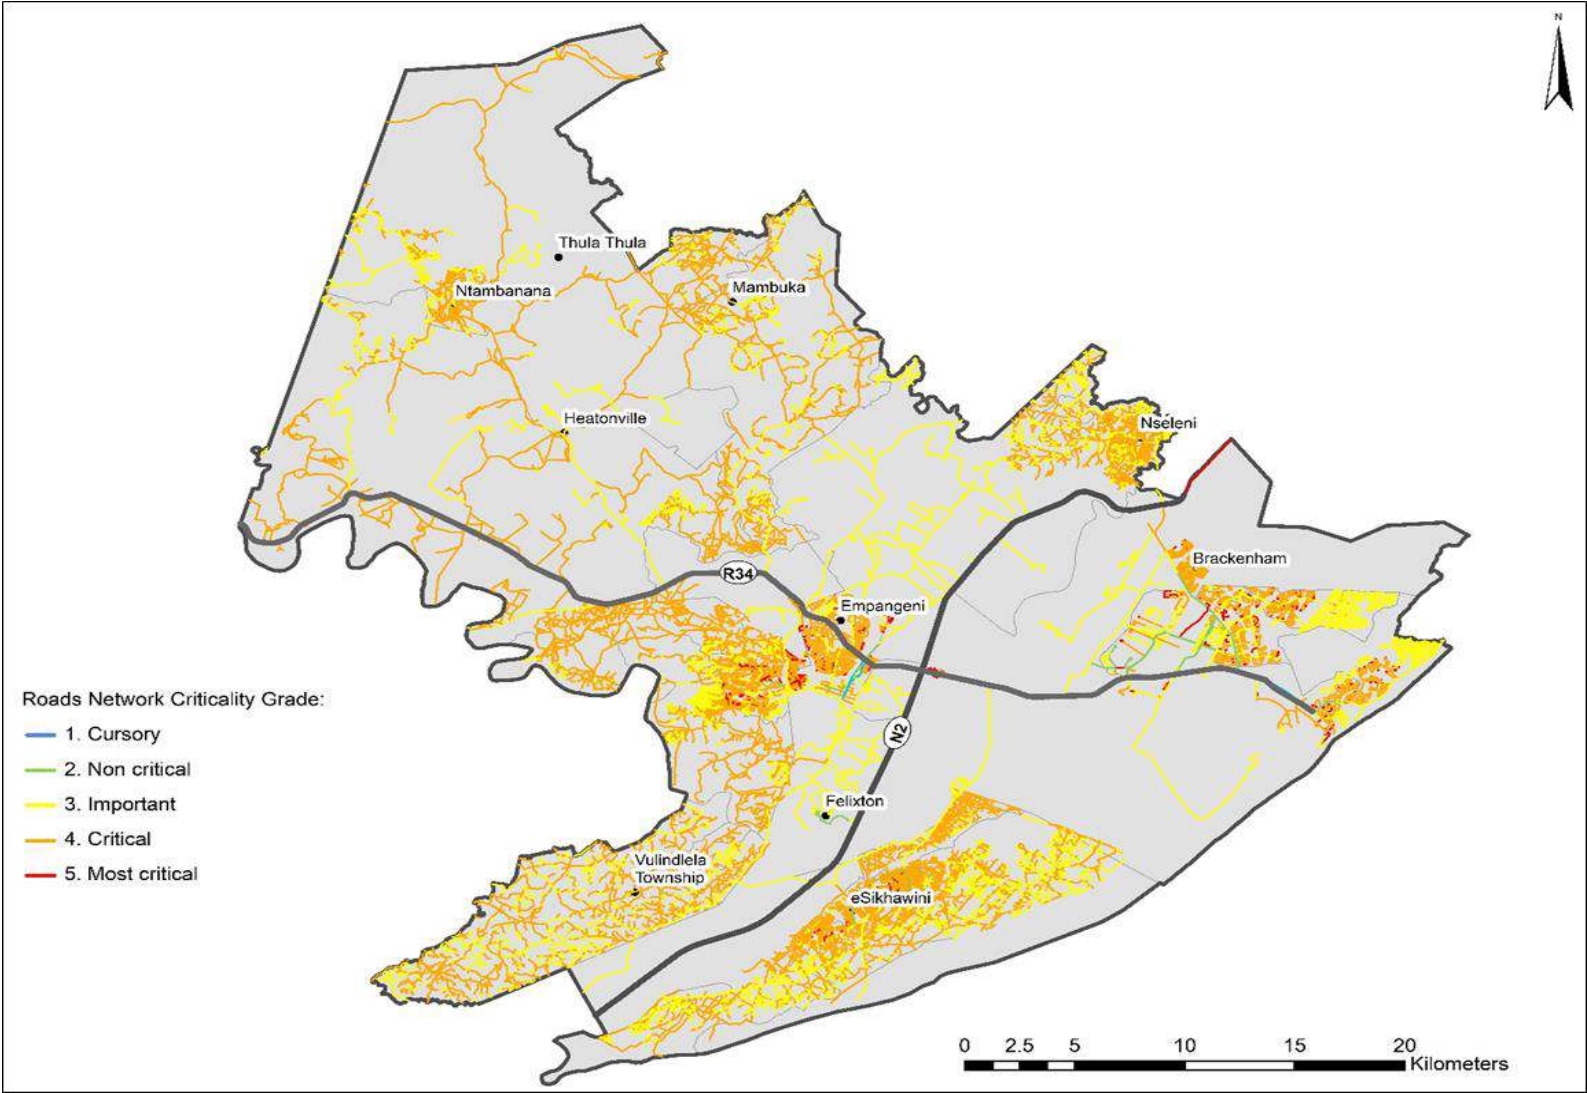 N
Thula Thula
Ntambanana
Mambuka
Heatonville
Nseleni
Brackenham
R34
Empangeni
N2
Felixton
Vulindlela
Township
eSikhawini
Roads Network Criticality Grade:
1. Cursory
2. Non critical
3. Important
4. Critical
5. Most critical
0 2.5 5 10 15 20
Kilometers